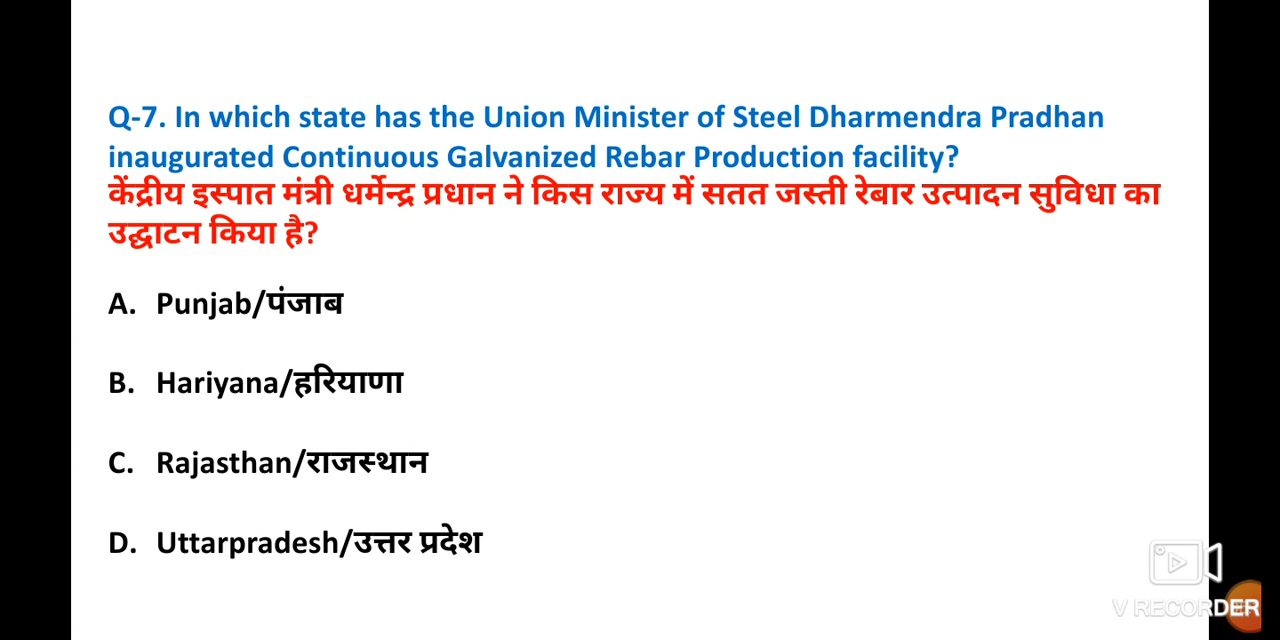 Q-7. In which state has the Union Minister of Steel Dharmendra Pradhan
inaugurated Continuous Galvanized Rebar Production facility?
केंद्रीय इस्पात मंत्री धर्मेन्द्र प्रधान ने किस राज्य में सतत जस्ती रेबार उत्पादन सुविधा का
उद्घाटन किया है?
A. Punjab/पंजाब
B. Hariyana/हरियाणा
C. Rajasthan/राजस्थान
D. Uttarpradesh/उत्तर प्रदेश
V RECORDER